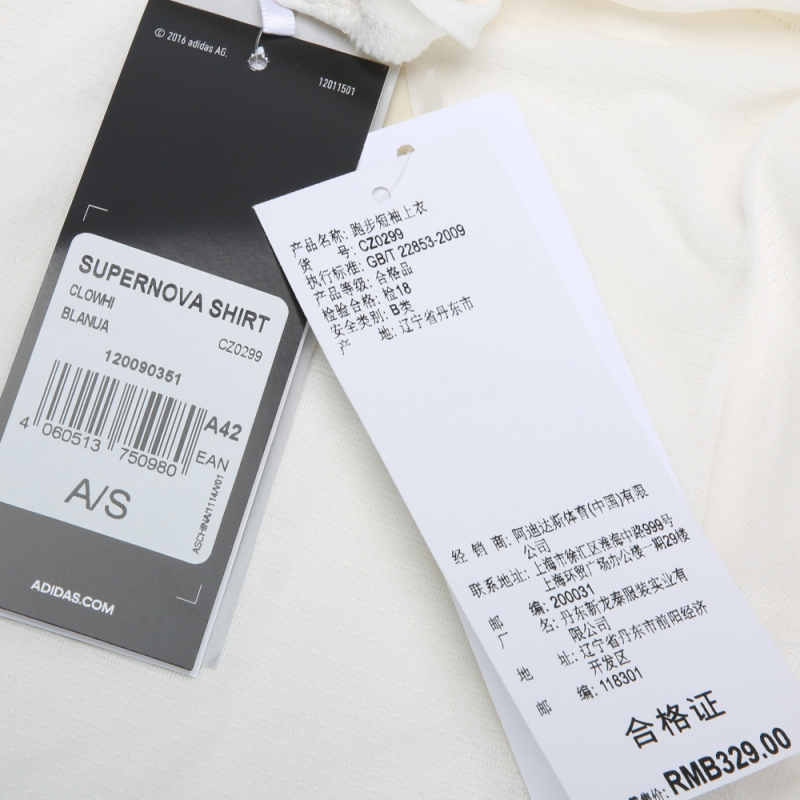 © 2016 adidas AG.
12011501
SUPERNOVA SHIRT
CLOWHI
BLANUA
CZ0299
120090351
A42
4 060513 750980
EAN
A/S
ASCHINA/1114/V01
ADIDAS.COM
产品名称: 跑步短袖上衣
货 号: CZ0299
执行标准: GB/T 22853-2009
产品等级: 合格品
检验合格: 检18
安全类别: B类
产 地: 辽宁省丹东市
经 销 商: 阿迪达斯体育(中国)有限
公司
联系地址: 上海市徐汇区淮海中路999号
上海环贸广场办公楼一期29楼
邮 编: 200031
厂 名: 丹东新龙泰服装实业有
限公司
地 址: 辽宁省丹东市前阳经济
开发区
邮 编: 118301
合格证
售价: RMB329.00